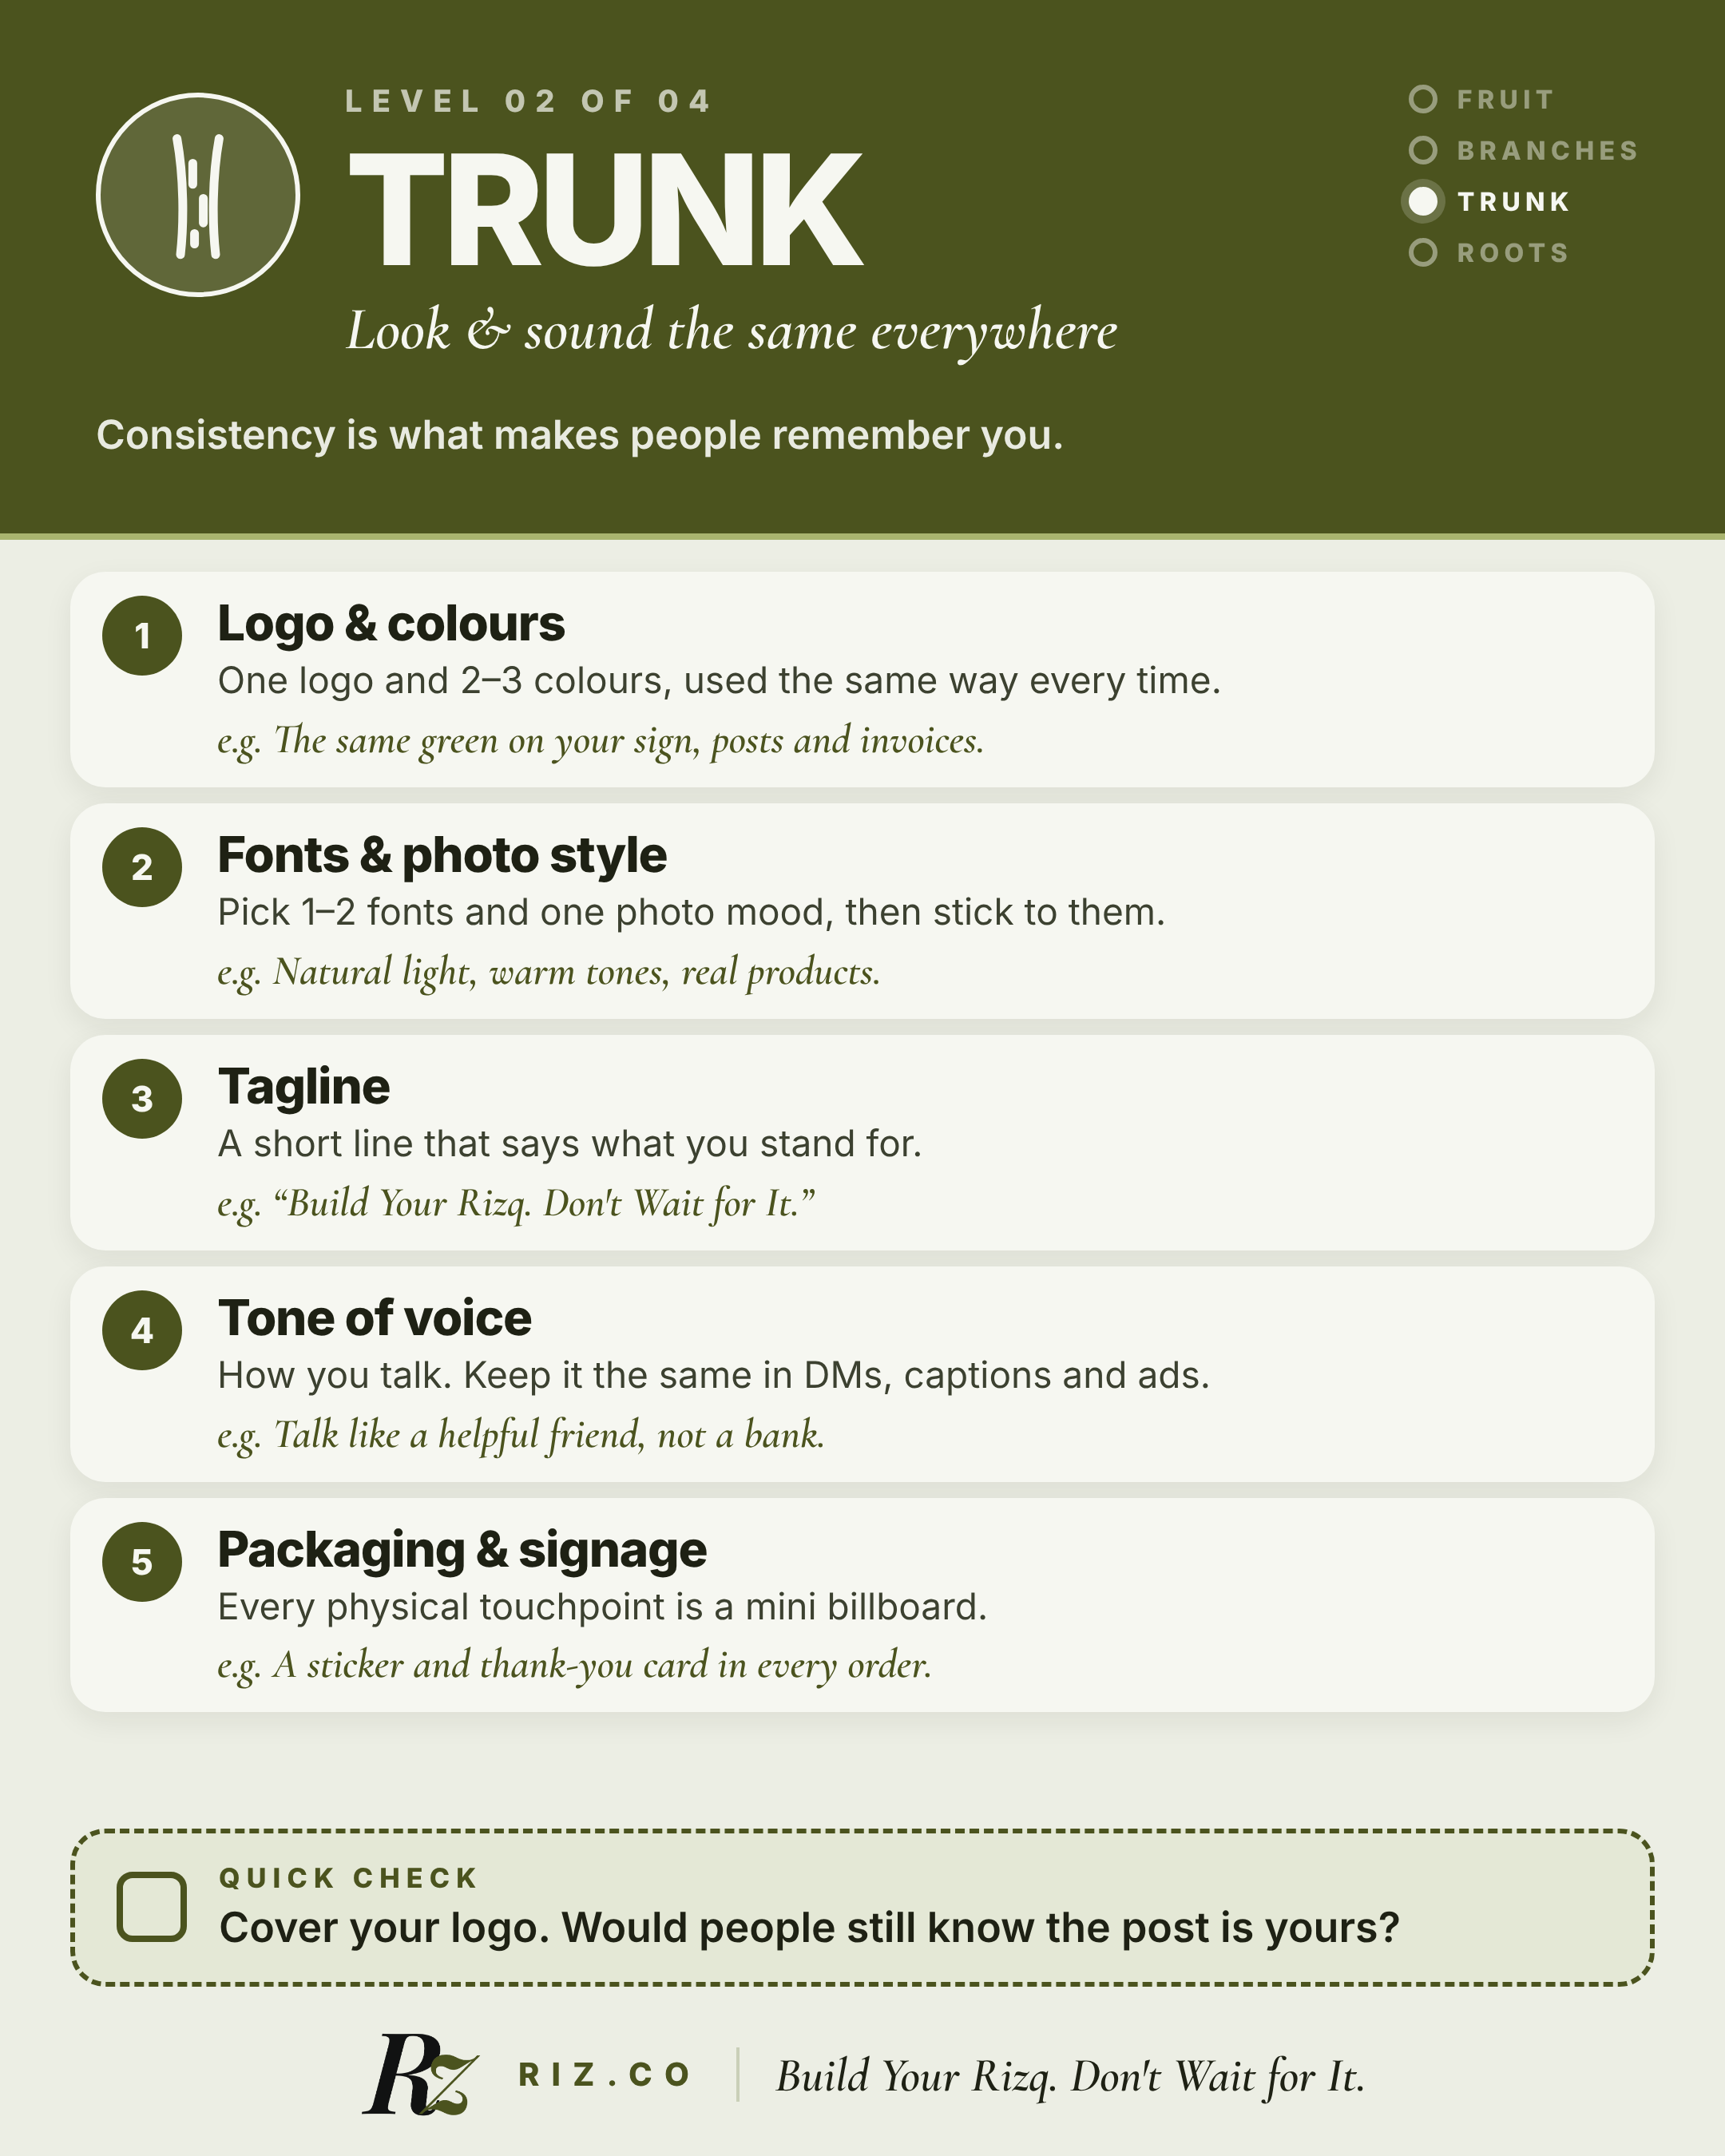 LEVEL 02 OF 04
TRUNK
Look & sound the same everywhere
Consistency is what makes people remember you.
FRUIT
BRANCHES
TRUNK
ROOTS
1
Logo & colours
One logo and 2–3 colours, used the same way every time.
e.g. The same green on your sign, posts and invoices.
2
Fonts & photo style
Pick 1–2 fonts and one photo mood, then stick to them.
e.g. Natural light, warm tones, real products.
3
Tagline
A short line that says what you stand for.
e.g. “Build Your Rizq. Don't Wait for It.”
4
Tone of voice
How you talk. Keep it the same in DMs, captions and ads.
e.g. Talk like a helpful friend, not a bank.
5
Packaging & signage
Every physical touchpoint is a mini billboard.
e.g. A sticker and thank-you card in every order.
QUICK CHECK
Cover your logo. Would people still know the post is yours?
Rz RIZ.CO Build Your Rizq. Don't Wait for It.